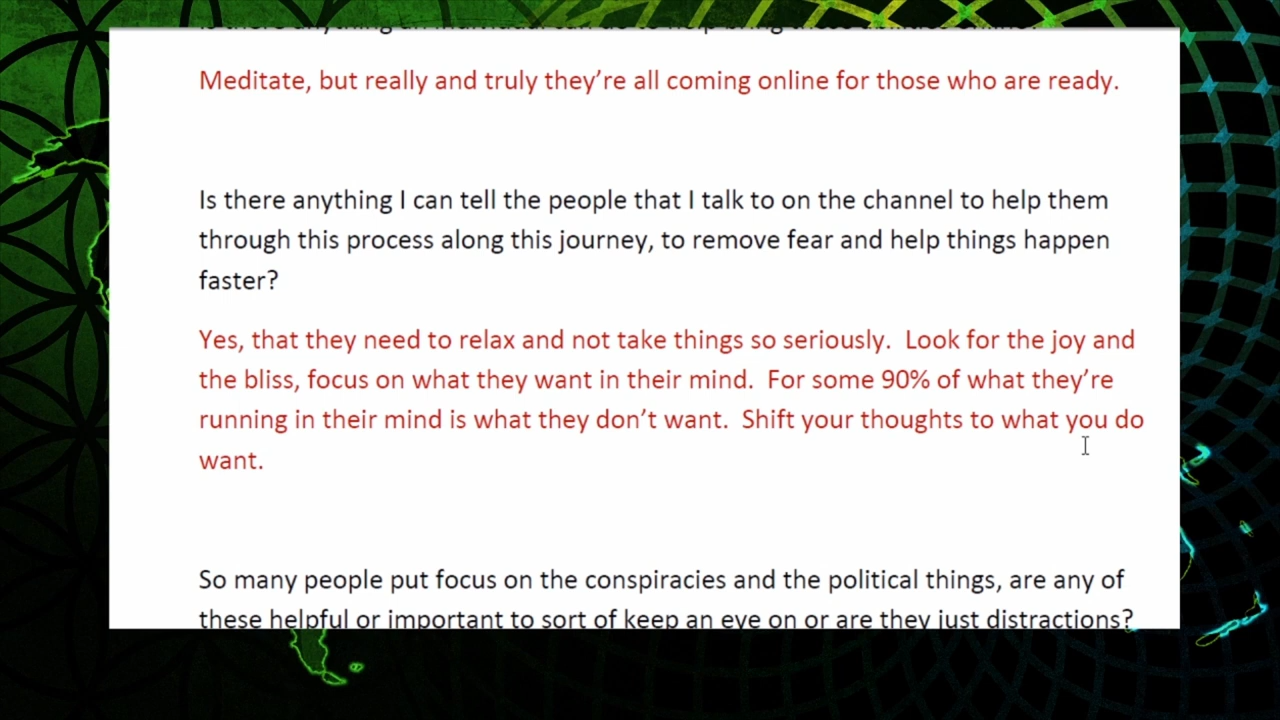 Meditate, but really and truly they’re all coming online for those who are ready.
Is there anything I can tell the people that I talk to on the channel to help them
through this process along this journey, to remove fear and help things happen
faster?
Yes, that they need to relax and not take things so seriously.  Look for the joy and
the bliss, focus on what they want in their mind.  For some 90% of what they’re
running in their mind is what they don’t want.  Shift your thoughts to what you do
want.
So many people put focus on the conspiracies and the political things, are any of
these helpful or important to sort of keep an eye on or are they just distractions?